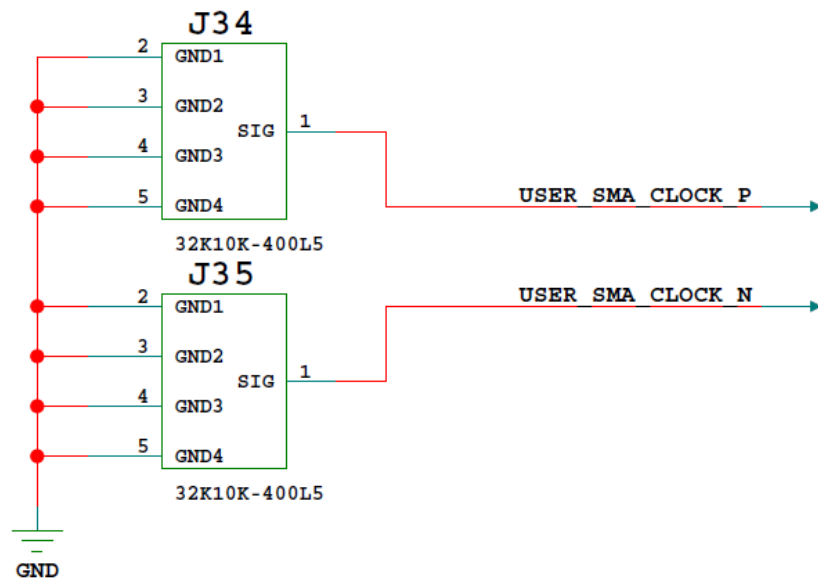 J34
2 GND1
3 GND2
SIG 1
4 GND3
5 GND4
USER_SMA_CLOCK_P
32K10K-400L5
J35
2 GND1
USER_SMA_CLOCK_N
3 GND2
SIG 1
4 GND3
5 GND4
32K10K-400L5
GND